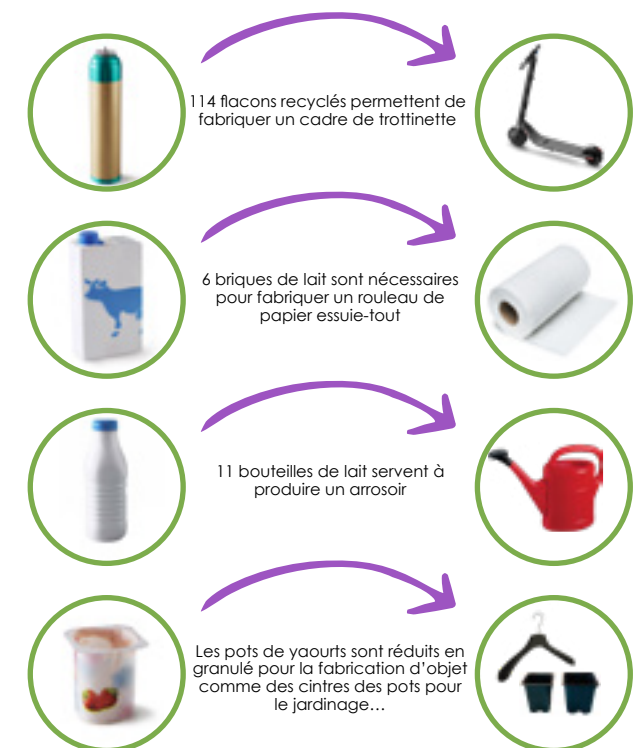 114 flacons recyclés permettent de
fabriquer un cadre de trottinette
6 briques de lait sont nécessaires
pour fabriquer un rouleau de
papier essuie-tout
11 bouteilles de lait servent à
produire un arrosoir
Les pots de yaourts sont réduits en
granulé pour la fabrication d'objet
comme des cintres des pots pour
le jardinage...